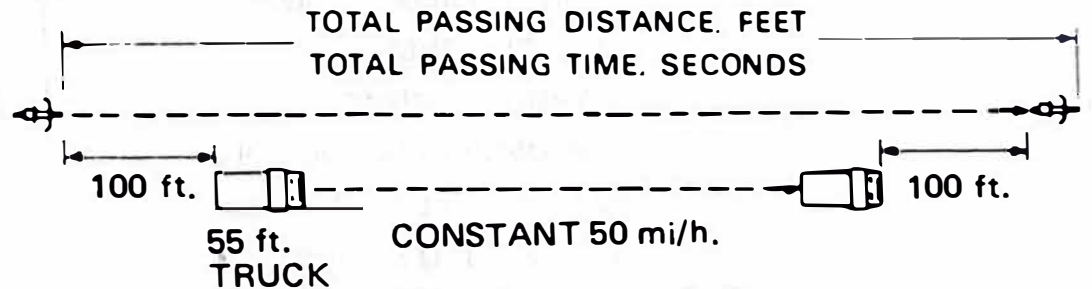 TOTAL PASSING DISTANCE. FEET
TOTAL PASSING TIME. SECONDS
100 ft.
100 ft.
55 ft.
TRUCK
CONSTANT 50 mi/h.